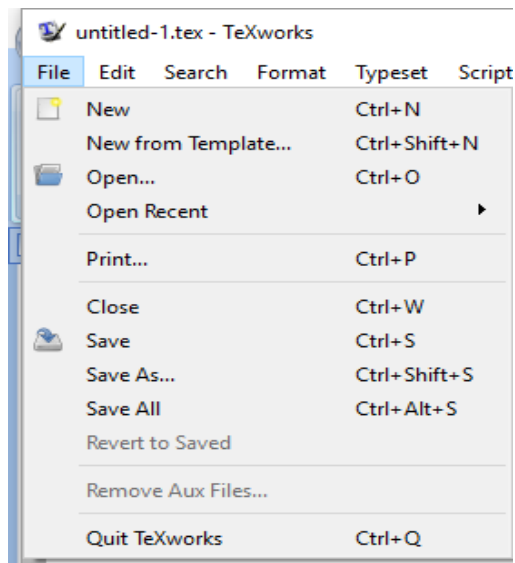 untitled-1.tex - TeXworks
File Edit Search Format Typeset Script
New Ctrl+N
New from Template... Ctrl+Shift+N
Open... Ctrl+O
Open Recent
Print... Ctrl+P
Close Ctrl+W
Save Ctrl+S
Save As... Ctrl+Shift+S
Save All Ctrl+Alt+S
Revert to Saved
Remove Aux Files...
Quit TeXworks Ctrl+Q